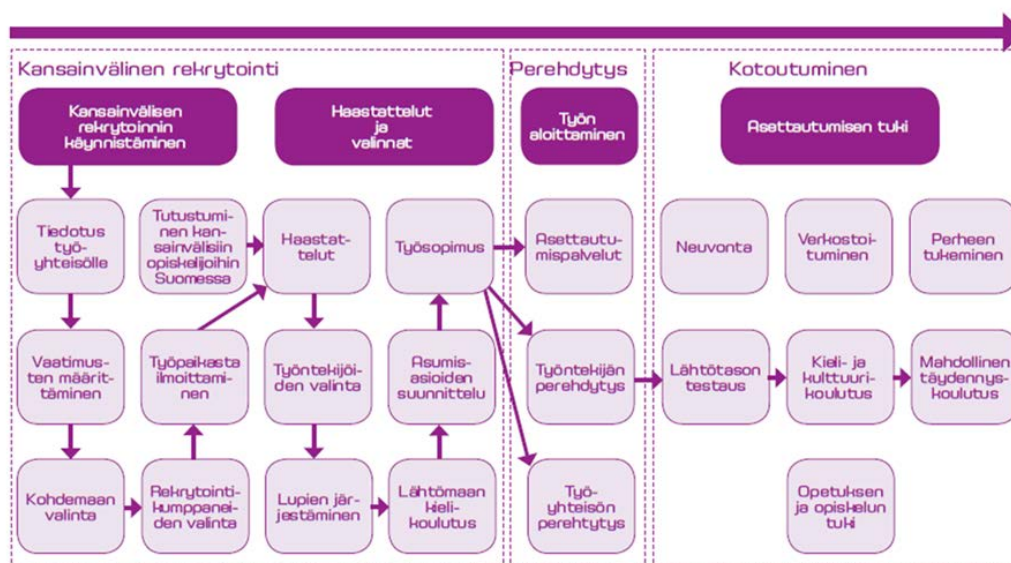 Kansainvälinen rekrytointi
Perehdytys
Kotoutuminen
Kansainvälisen
rekrytoinnin
käynnistäminen
Haastattelut
ja
valinnat
Työn
aloittaminen
Asettautumisen tuki
Tiedotus
työ-
yhteisölle
Tutustumi-
nen kan-
sainvälisiin
opiskelijoihin
Suomessa
Haastat-
telut
Työsopimus
Asettautu-
mispalvelut
Neuvonta
Verkostoi-
tuminen
Perheen
tukeminen
Vaatimus-
ten määrit-
täminen
Työpaikasta
ilmoittami-
nen
Työntekijöi-
den valinta
Asumis-
asioiden
suunnittelu
Työntekijän
perehdytys
Lähtötason
testaus
Kieli- ja
kulttuuri-
koulutus
Mahdollinen
täydennys-
koulutus
Kohdemaan
valinta
Rekrytointi-
kumppanei-
den valinta
Lupien jär-
jestäminen
Lähtömaan
kieli-
koulutus
Työ-
yhteisön
perehtytys
Opetuksen
ja opiskelun
tuki